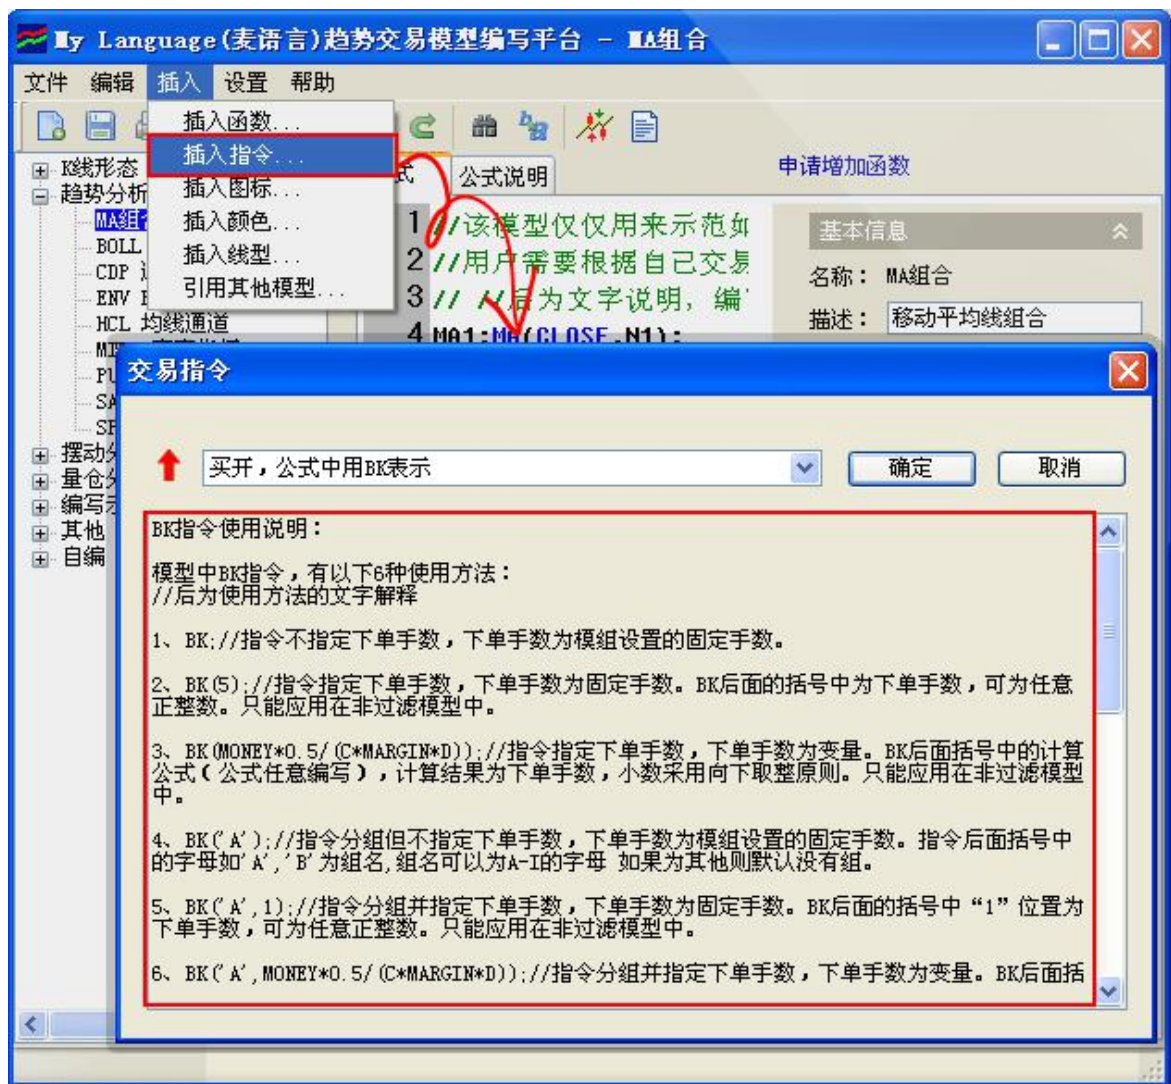 My Language(麦语言)趋势交易模型编写平台 - MA组合
文件 编辑 插入 设置 帮助
插入函数...
插入指令...
插入图标...
插入颜色...
插入线型...
引用其他模型...
公式说明
申请增加函数
K线形态
趋势分析
MA组合
BOLL
CDP
ENV
HCL 均线通道
摆动分
量仓分
编写示
其他
自编
1 //该模型仅仅用来示范如
2 //用户需要根据自己交易
3 // //后为文字说明, 编
4 MA1:MA(CLOSE,N1);
基本信息
名称: MA组合
描述: 移动平均线组合
交易指令
买开,公式中用BK表示
确定
取消
BK指令使用说明:
模型中BK指令,有以下6种使用方法:
//后为使用方法的文字解释
1、BK;//指令不指定下单手数,下单手数为模组设置的固定手数。
2、BK(5);//指令指定下单手数,下单手数为固定手数。BK后面的括号中为下单手数,可为任意
正整数。只能应用在非过滤模型中。
3、BK(MONEY*0.5/(C*MARGIN*D));//指令指定下单手数,下单手数为变量。BK后面括号中的计算
公式(公式任意编写),计算结果为下单手数,小数采用向下取整原则。只能应用在非过滤模型
中。
4、BK('A');//指令分组但不指定下单手数,下单手数为模组设置的固定手数。指令后面括号中
的字母如'A','B'为组名,组名可以为A-I的字母 如果为其他则默认没有组。
5、BK('A',1);//指令分组并指定下单手数,下单手数为固定手数。BK后面的括号中“1”位置为
下单手数,可为任意正整数。只能应用在非过滤模型中。
6、BK('A',MONEY*0.5/(C*MARGIN*D));//指令分组并指定下单手数,下单手数为变量。BK后面括